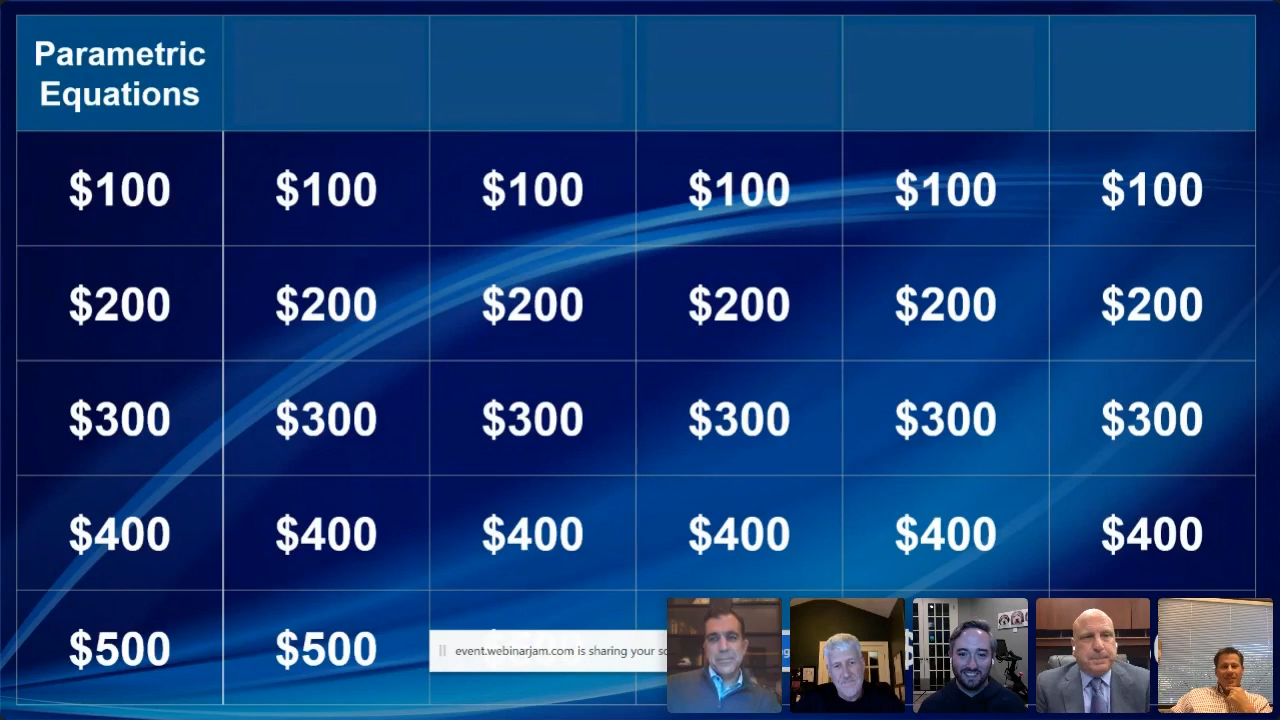 Parametric
Equations
$100 $100 $100 $100 $100 $100
$200 $200 $200 $200 $200 $200
$300 $300 $300 $300 $300 $300
$400 $400 $400 $400 $400 $400
$500 $500
event.webinarjam.com is sharing your